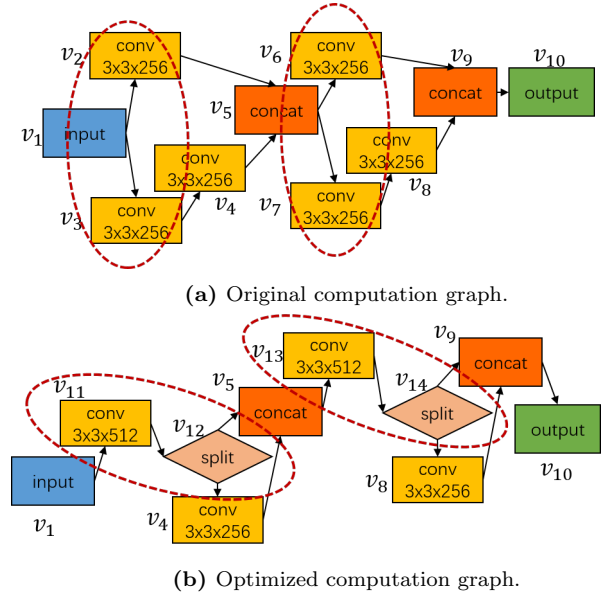 v₂
conv
3x3x256
v₁
input
v₃
conv
3x3x256
conv
3x3x256
v₄
v₅
concat
v₆
conv
3x3x256
v₇
conv
3x3x256
conv
3x3x256
v₈
v₉
concat
v₁₀
output
(a) Original computation graph.
v₁₁
conv
3x3x512
input
v₁
v₁₂
split
v₄
conv
3x3x256
v₅
concat
v₁₃
conv
3x3x512
v₁₄
split
v₈
conv
3x3x256
v₉
concat
output
v₁₀
(b) Optimized computation graph.